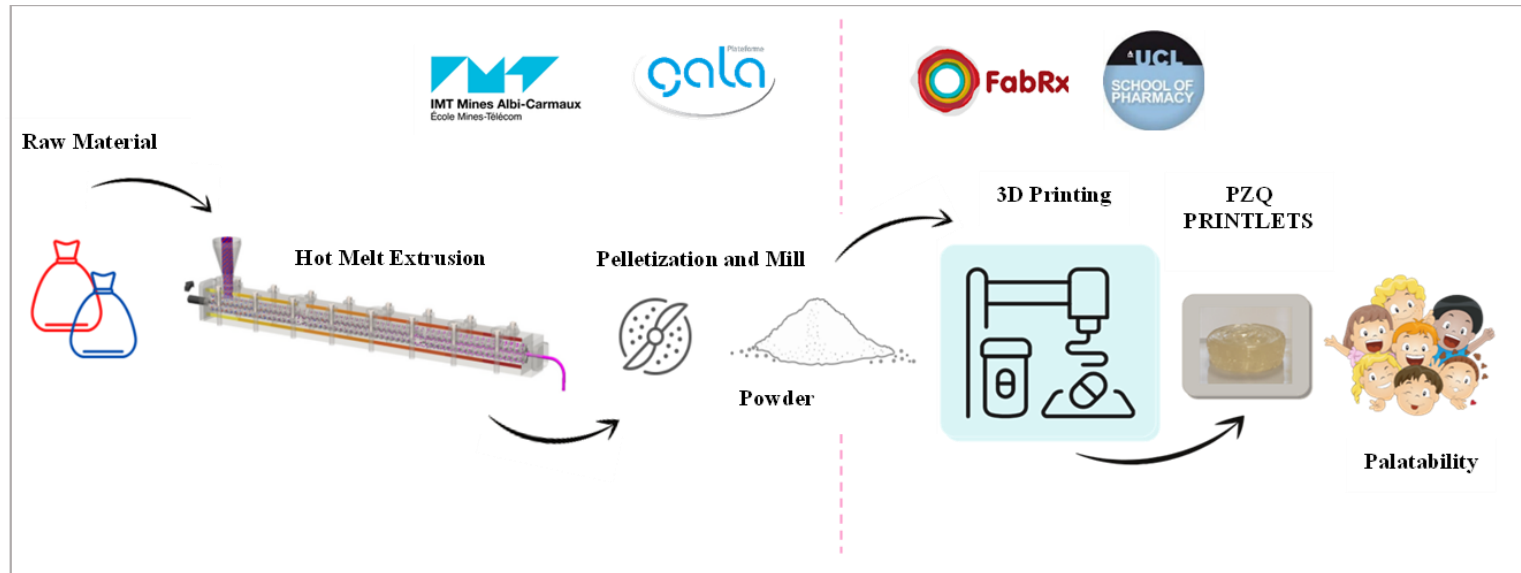 IMT Mines Albi-Carmaux
École Mines-Télécom
Plateforme
gala
FabRx
UCL
SCHOOL OF
PHARMACY
Raw Material
Hot Melt Extrusion
Pelletization and Mill
Powder
3D Printing
PZQ
PRINTLETS
Palatability